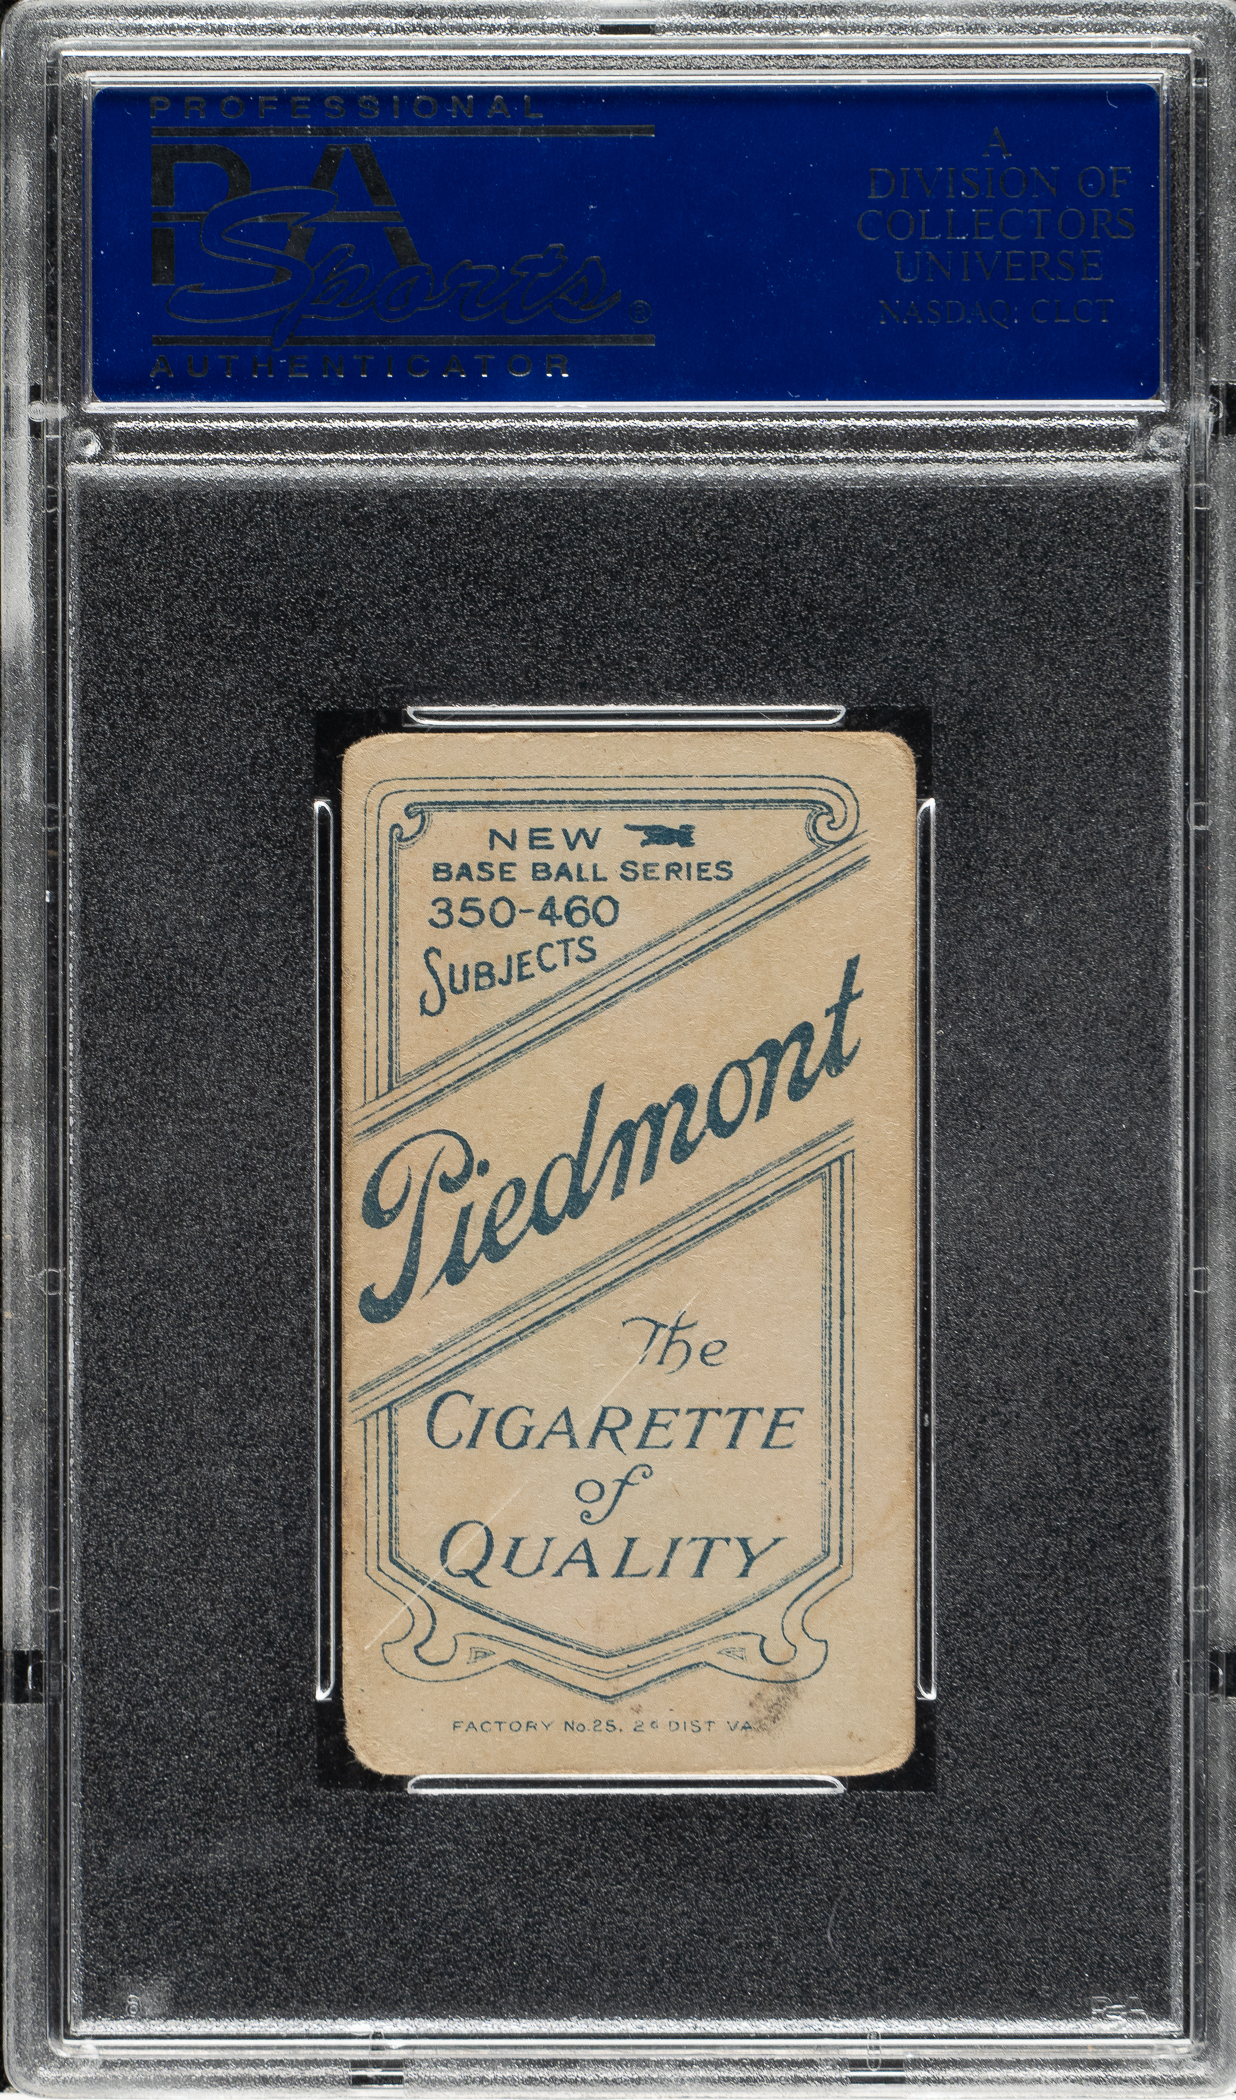 PROFESSIONAL
PSA
Sports®
AUTHENTICATOR
A
DIVISION OF
COLLECTORS
UNIVERSE
NASDAQ: CLCT
NEW
BASE BALL SERIES
350-460
SUBJECTS
Piedmont
The
CIGARETTE
of
QUALITY
FACTORY No. 25. 2d DIST. VA
PSA